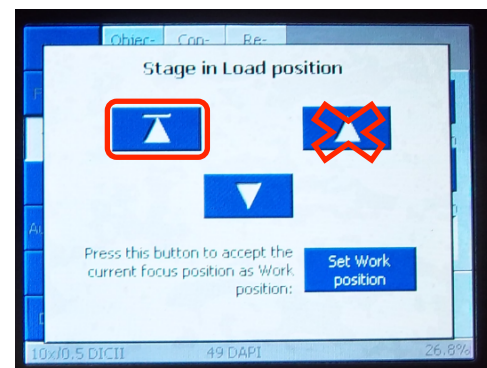 Objec- Con- Re-
Stage in Load position
Press this button to accept the
current focus position as Work
position:
Set Work
position
10x/0.5 DICII 49 DAPI 26.8%